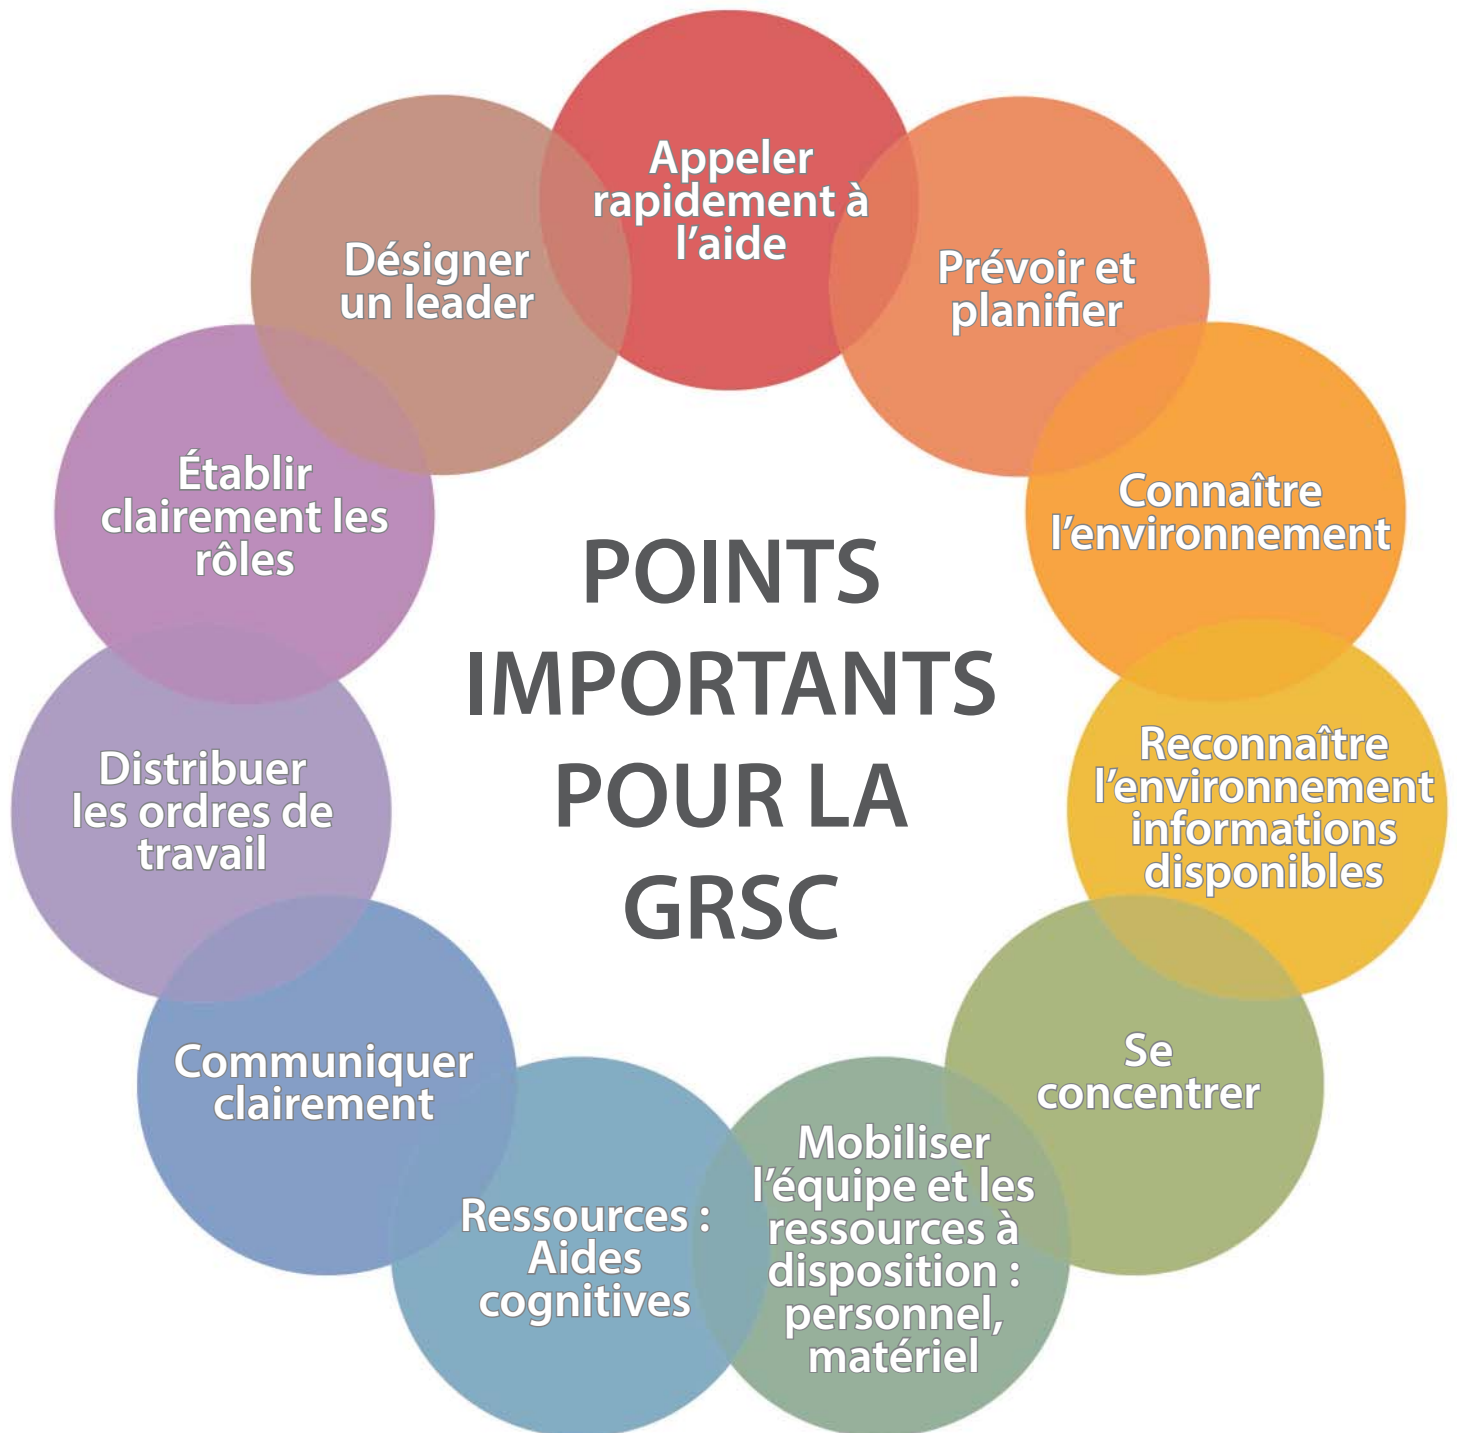 Appeler
rapidement à
l’aide
Prévoir et
planifier
Connaître
l’environnement
Reconnaître
l’environnement
informations
disponibles
Se
concentrer
Mobiliser
l’équipe et les
ressources à
disposition :
personnel,
matériel
Ressources :
Aides
cognitives
Communiquer
clairement
Distribuer
les ordres de
travail
Établir
clairement les
rôles
Désigner
un leader
POINTS
IMPORTANTS
POUR LA
GRSC